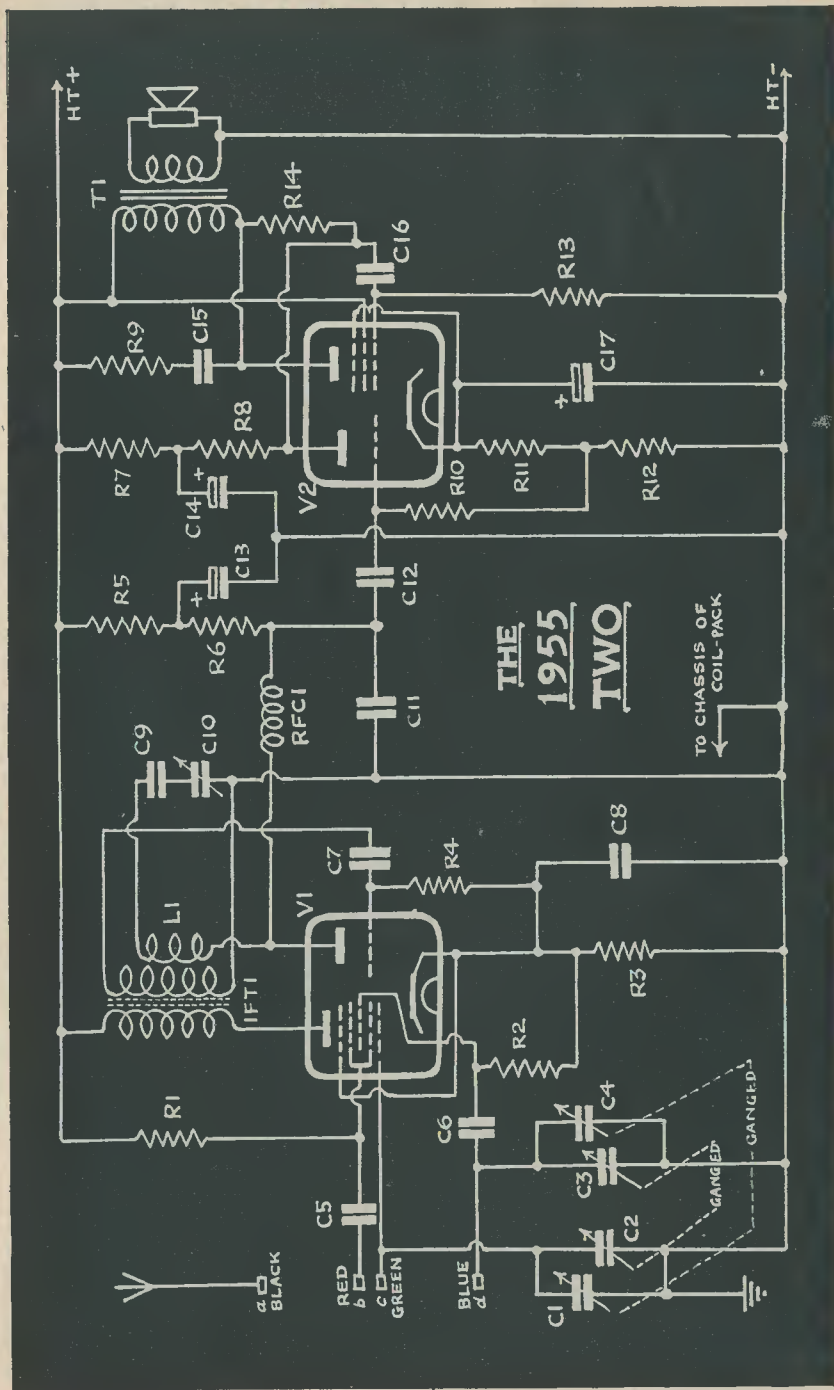 HT+
HT-
T1
R14
C16
R13
R9
C15
R8
R7
C14
+
V2
C17
+
R10
R11
R12
R5
C13
+
R6
C12
RFC1
C11
THE
1955
TWO
TO CHASSIS OF
COIL-PACK
C9
C10
L1
IFT1
C7
V1
R4
C8
R3
R2
R1
C5
C6
C4
C3
C2
C1
GANGED
GANGED
a
BLACK
RED
b
c
GREEN
BLUE
d